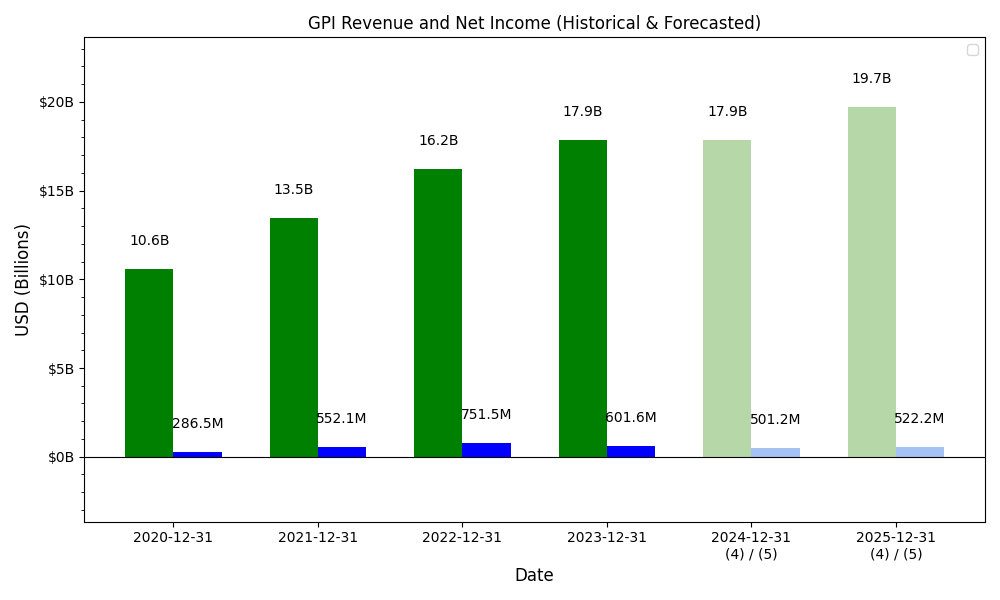 GPI Revenue and Net Income (Historical & Forecasted)
USD (Billions)
$20B
$15B
$10B
$5B
$0B
10.6B
13.5B
16.2B
17.9B
17.9B
19.7B
286.5M
552.1M
751.5M
601.6M
501.2M
522.2M
2020-12-31
2021-12-31
2022-12-31
2023-12-31
2024-12-31
(4) / (5)
2025-12-31
(4) / (5)
Date